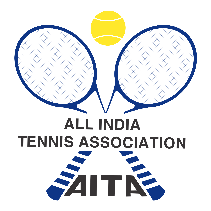 ALL INDIA
TENNIS ASSOCIATION
AITA